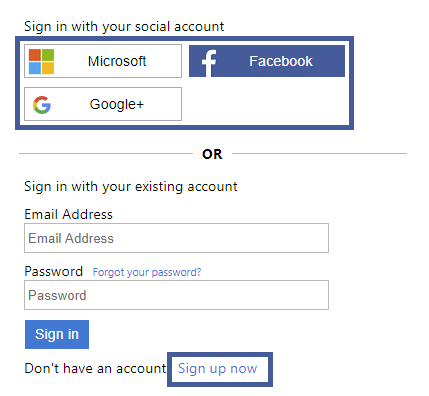 Sign in with your social account
Microsoft
Facebook
Google+
OR
Sign in with your existing account
Email Address
Email Address
Password Forgot your password?
Password
Sign in
Don't have an account Sign up now